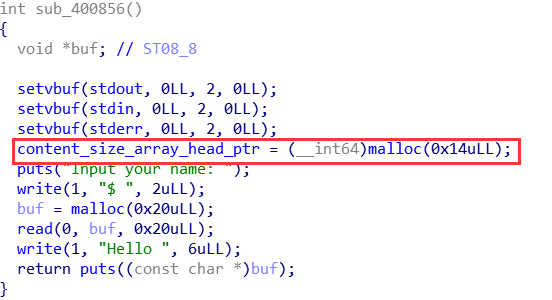 int sub_400856()
{
  void *buf; // ST08_8

  setvbuf(stdout, 0LL, 2, 0LL);
  setvbuf(stdin, 0LL, 2, 0LL);
  setvbuf(stderr, 0LL, 2, 0LL);
  content_size_array_head_ptr = (__int64)malloc(0x14uLL);
  puts("Input your name: ");
  write(1, "$ ", 2uLL);
  buf = malloc(0x20uLL);
  read(0, buf, 0x20uLL);
  write(1, "Hello ", 6uLL);
  return puts((const char *)buf);
}